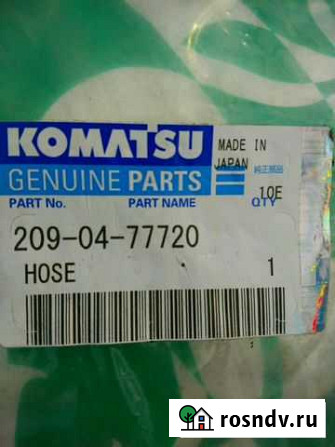 KOMATSU
MADE IN
JAPAN
GENUINE PARTS
10E
PART No. PART NAME QTY
209-04-77720
HOSE 1
rosndv.ru